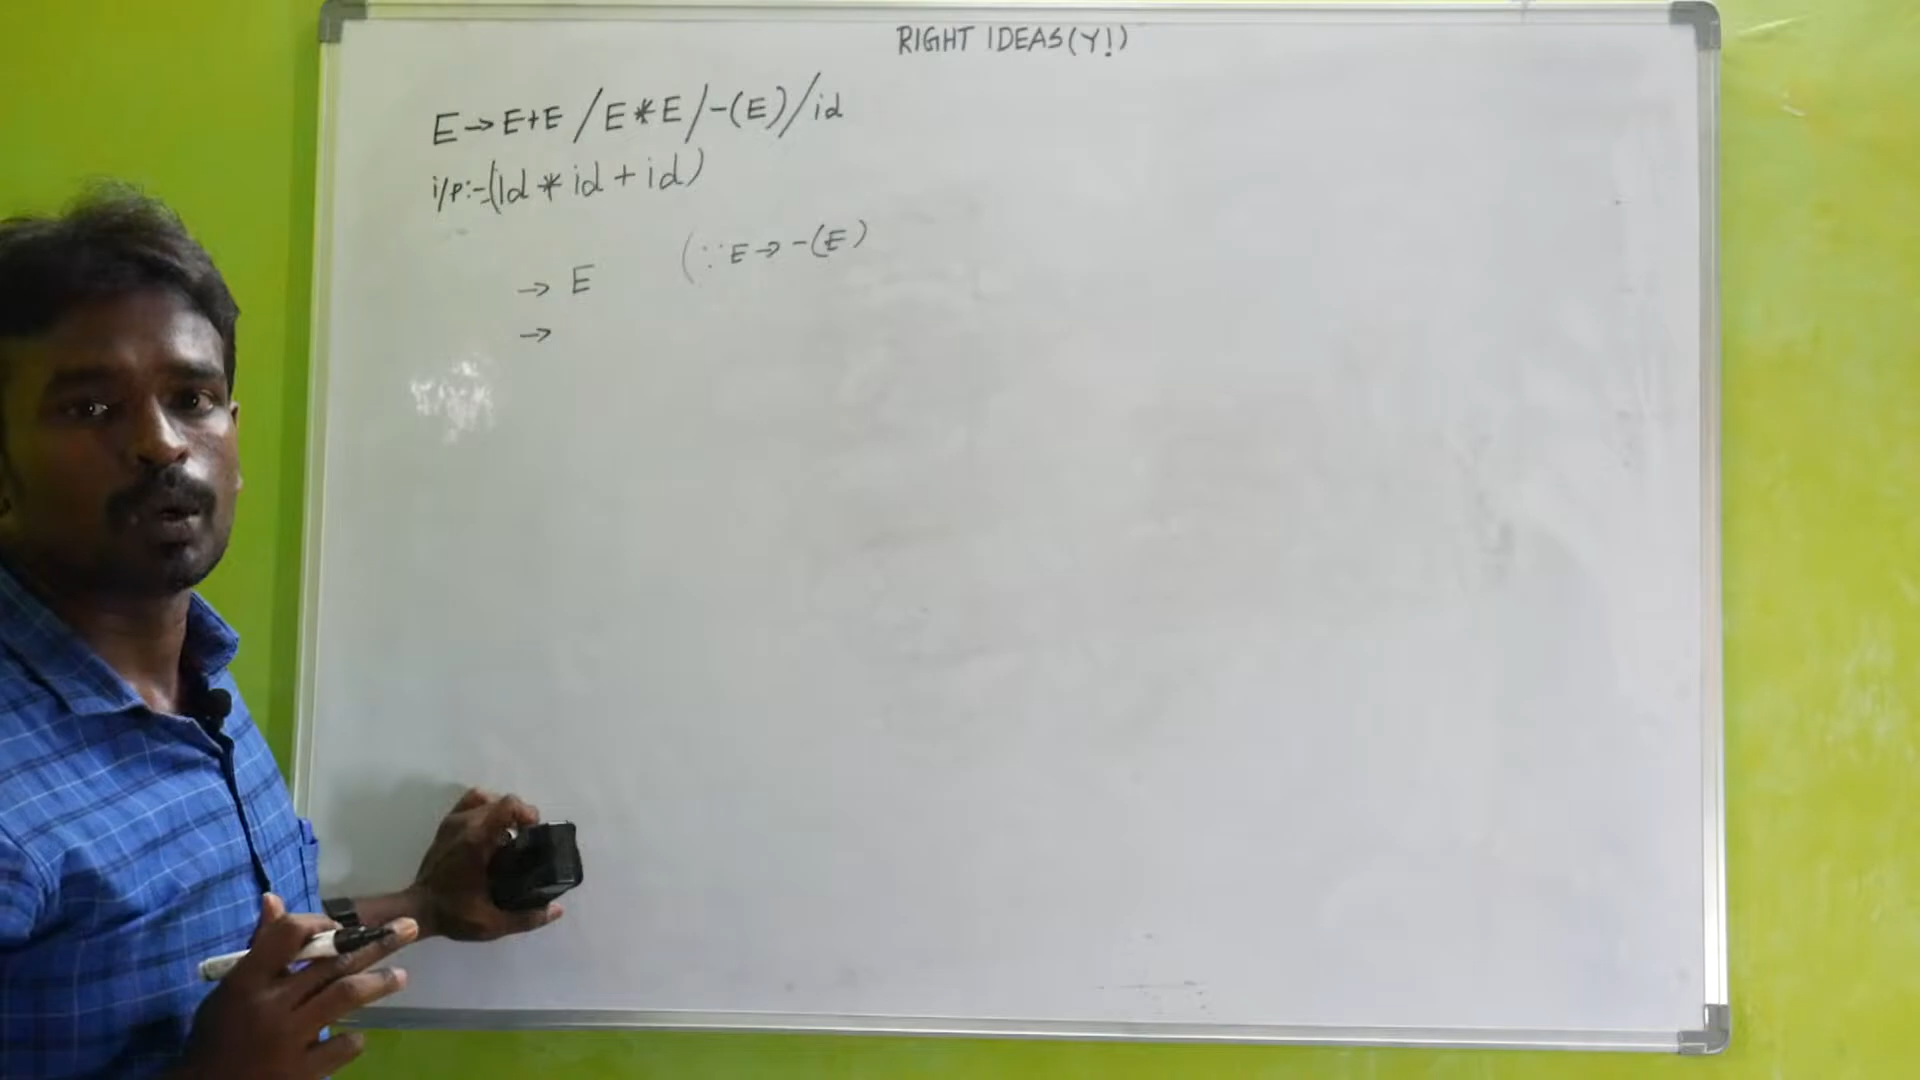 RIGHT IDEAS(Y!)
E→E+E/E*E/-(E)/id
i/p:-(Id*id+id)
→ E (∵E→-(E)
→